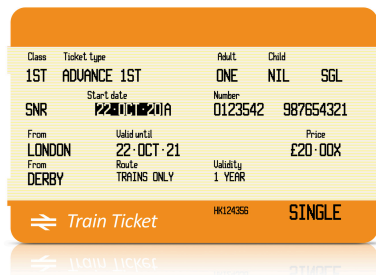 Class Ticket type Adult Child
1ST ADVANCE 1ST ONE NIL SGL
Start date Number
SNR 22·OCT·20A 0123542 987654321
From Valid until Price
LONDON 22·OCT·21 £20·00X
From Route Validity
DERBY TRAINS ONLY 1 YEAR
HK124356 SINGLE
Train Ticket